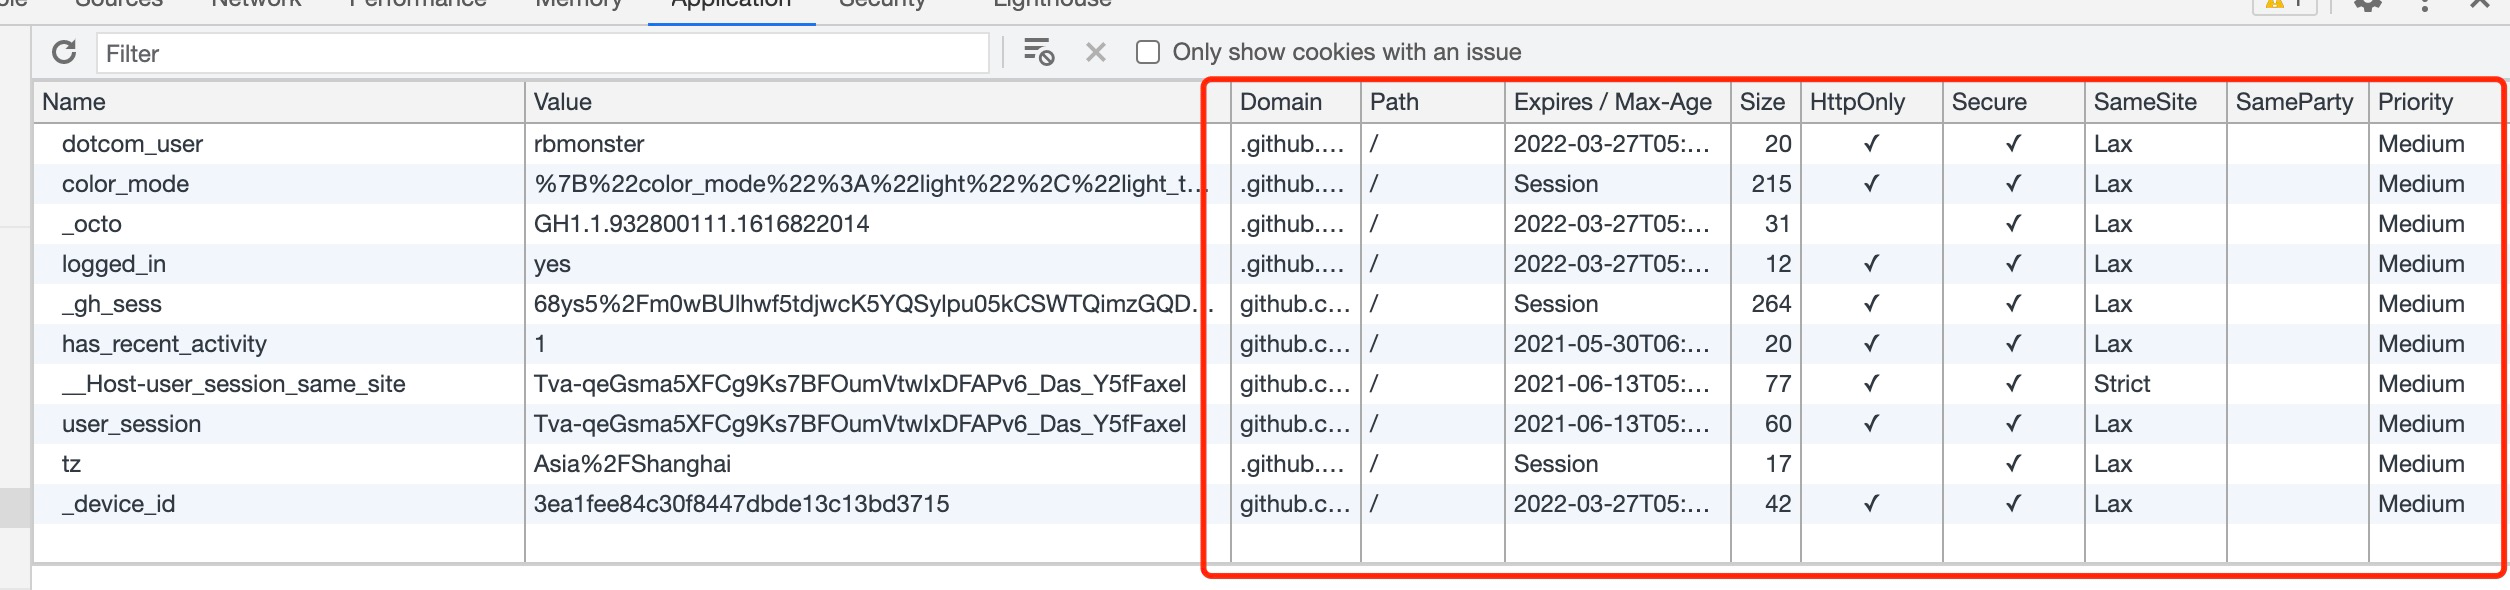 Sources Network Performance Memory Application Security Lighthouse 1
Filter Only show cookies with an issue
Name Value Domain Path Expires / Max-Age Size HttpOnly Secure SameSite SameParty Priority
dotcom_user rbmonster .github.... / 2022-03-27T05:... 20 ✓ ✓ Lax Medium
color_mode %7B%22color_mode%22%3A%22light%22%2C%22light_t... .github.... / Session 215 ✓ ✓ Lax Medium
_octo GH1.1.932800111.1616822014 .github.... / 2022-03-27T05:... 31 ✓ Lax Medium
logged_in yes .github.... / 2022-03-27T05:... 12 ✓ ✓ Lax Medium
_gh_sess 68ys5%2Fm0wBUlhwf5tdjwcK5YQSylpu05kCSWTQimzGQD... github.c... / Session 264 ✓ ✓ Lax Medium
has_recent_activity 1 github.c... / 2021-05-30T06:... 20 ✓ ✓ Lax Medium
__Host-user_session_same_site Tva-qeGsma5XFCg9Ks7BFOumVtwIxDFAPv6_Das_Y5fFaxel github.c... / 2021-06-13T05:... 77 ✓ ✓ Strict Medium
user_session Tva-qeGsma5XFCg9Ks7BFOumVtwIxDFAPv6_Das_Y5fFaxel github.c... / 2021-06-13T05:... 60 ✓ ✓ Lax Medium
tz Asia%2FShanghai .github.... / Session 17 ✓ Lax Medium
_device_id 3ea1fee84c30f8447dbde13c13bd3715 github.c... / 2022-03-27T05:... 42 ✓ ✓ Lax Medium